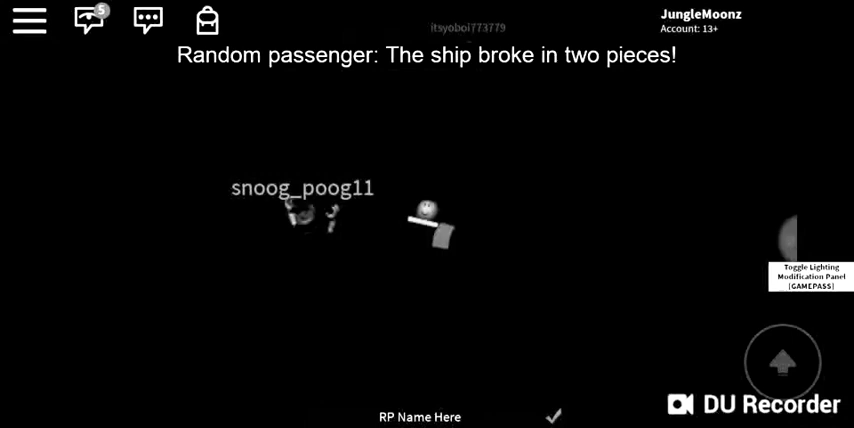 5
itsyoboi773779
JungleMoonz
Account: 13+
Random passenger: The ship broke in two pieces!
snoog_poog11
Toggle Lighting
Modification Panel
[GAMEPASS]
DU Recorder
RP Name Here